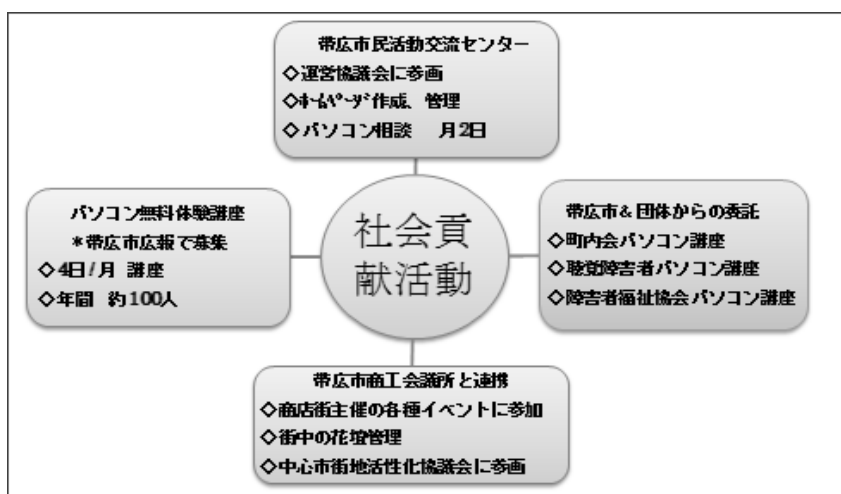 帯広市民活動交流センター
◇運営協議会に参画
◇ﾎｰﾑﾍﾟｰｼﾞ作成、管理
◇パソコン相談　月2日
パソコン無料体験講座
*帯広市広報で募集
◇4日/月 講座
◇年間 約100人
社会貢
献活動
帯広市&団体からの委託
◇町内会パソコン講座
◇聴覚障害者パソコン講座
◇障害者福祉協会パソコン講座
帯広市商工会議所と連携
◇商店街主催の各種イベントに参加
◇街中の花壇管理
◇中心市街地活性化協議会に参画